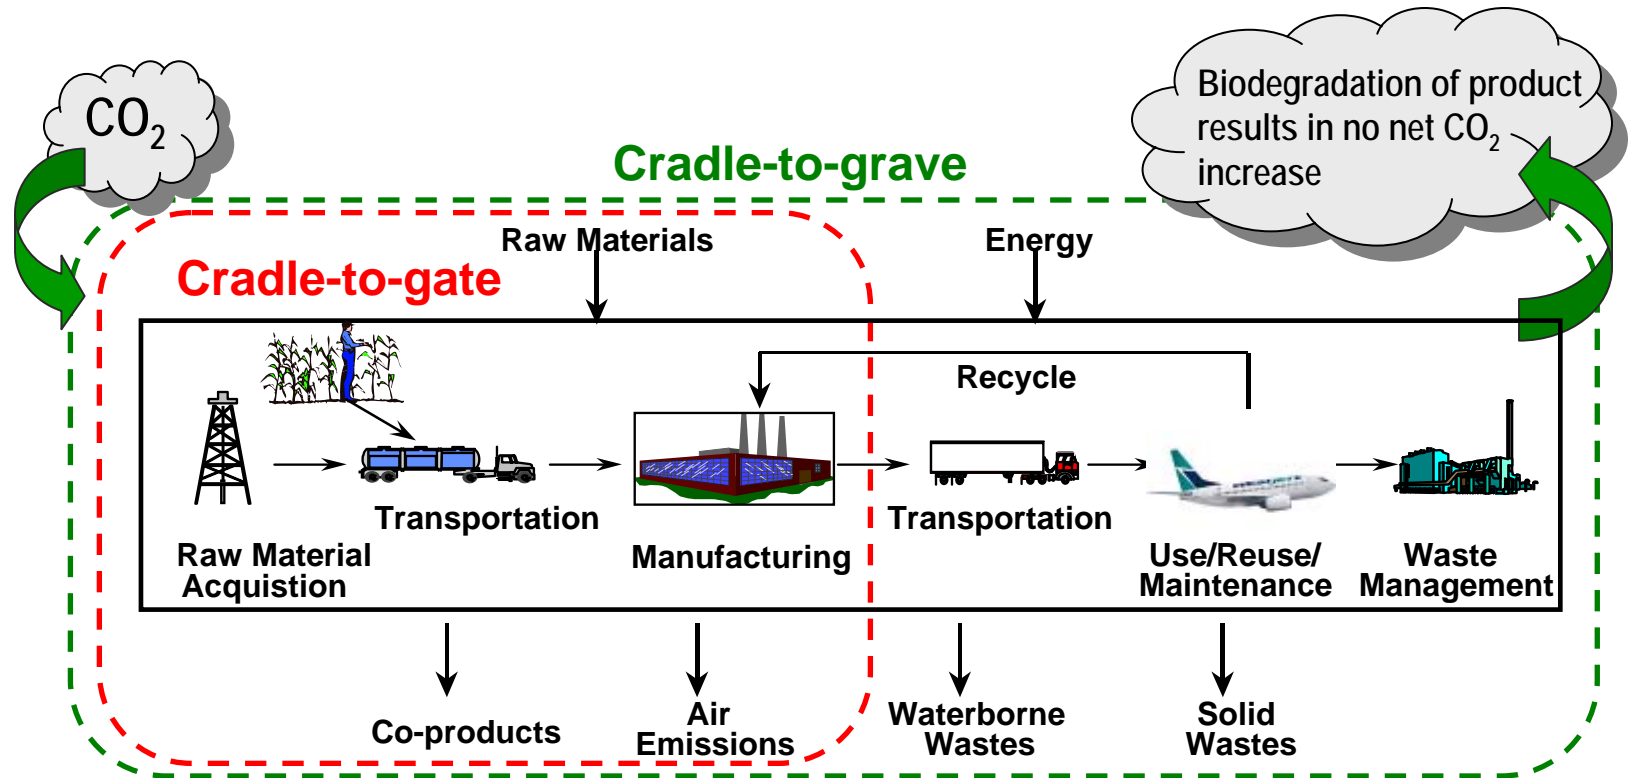 CO₂
Biodegradation of product
results in no net CO₂
increase
Cradle-to-grave
Raw Materials
Energy
Cradle-to-gate
Recycle
Transportation
Transportation
Raw Material
Acquistion
Manufacturing
Use/Reuse/
Maintenance
Waste
Management
Co-products
Air
Emissions
Waterborne
Wastes
Solid
Wastes